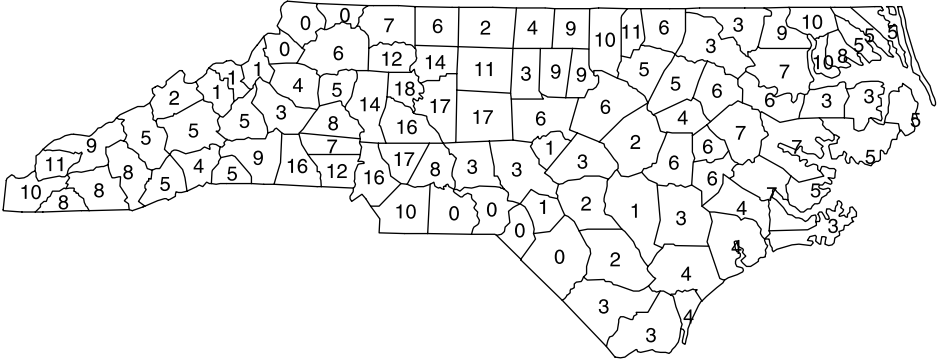 0 0 7 6 2 4 9 10 11 6 3 9 10 5 5 5
0 6 12 14 11 3 9 9 5 3 7 10 8
2 1 1 1 4 5 14 18 17 17 6 6 5 6 6 3 3 5
9 5 5 5 3 8 16 1 2 4 7 7 5
11 8 5 4 5 9 16 7 12 16 17 8 3 3 3 6 6 6 7 5
10 8 8 10 0 0 0 1 2 1 3 4 3
0 2 4 4
3 3 4